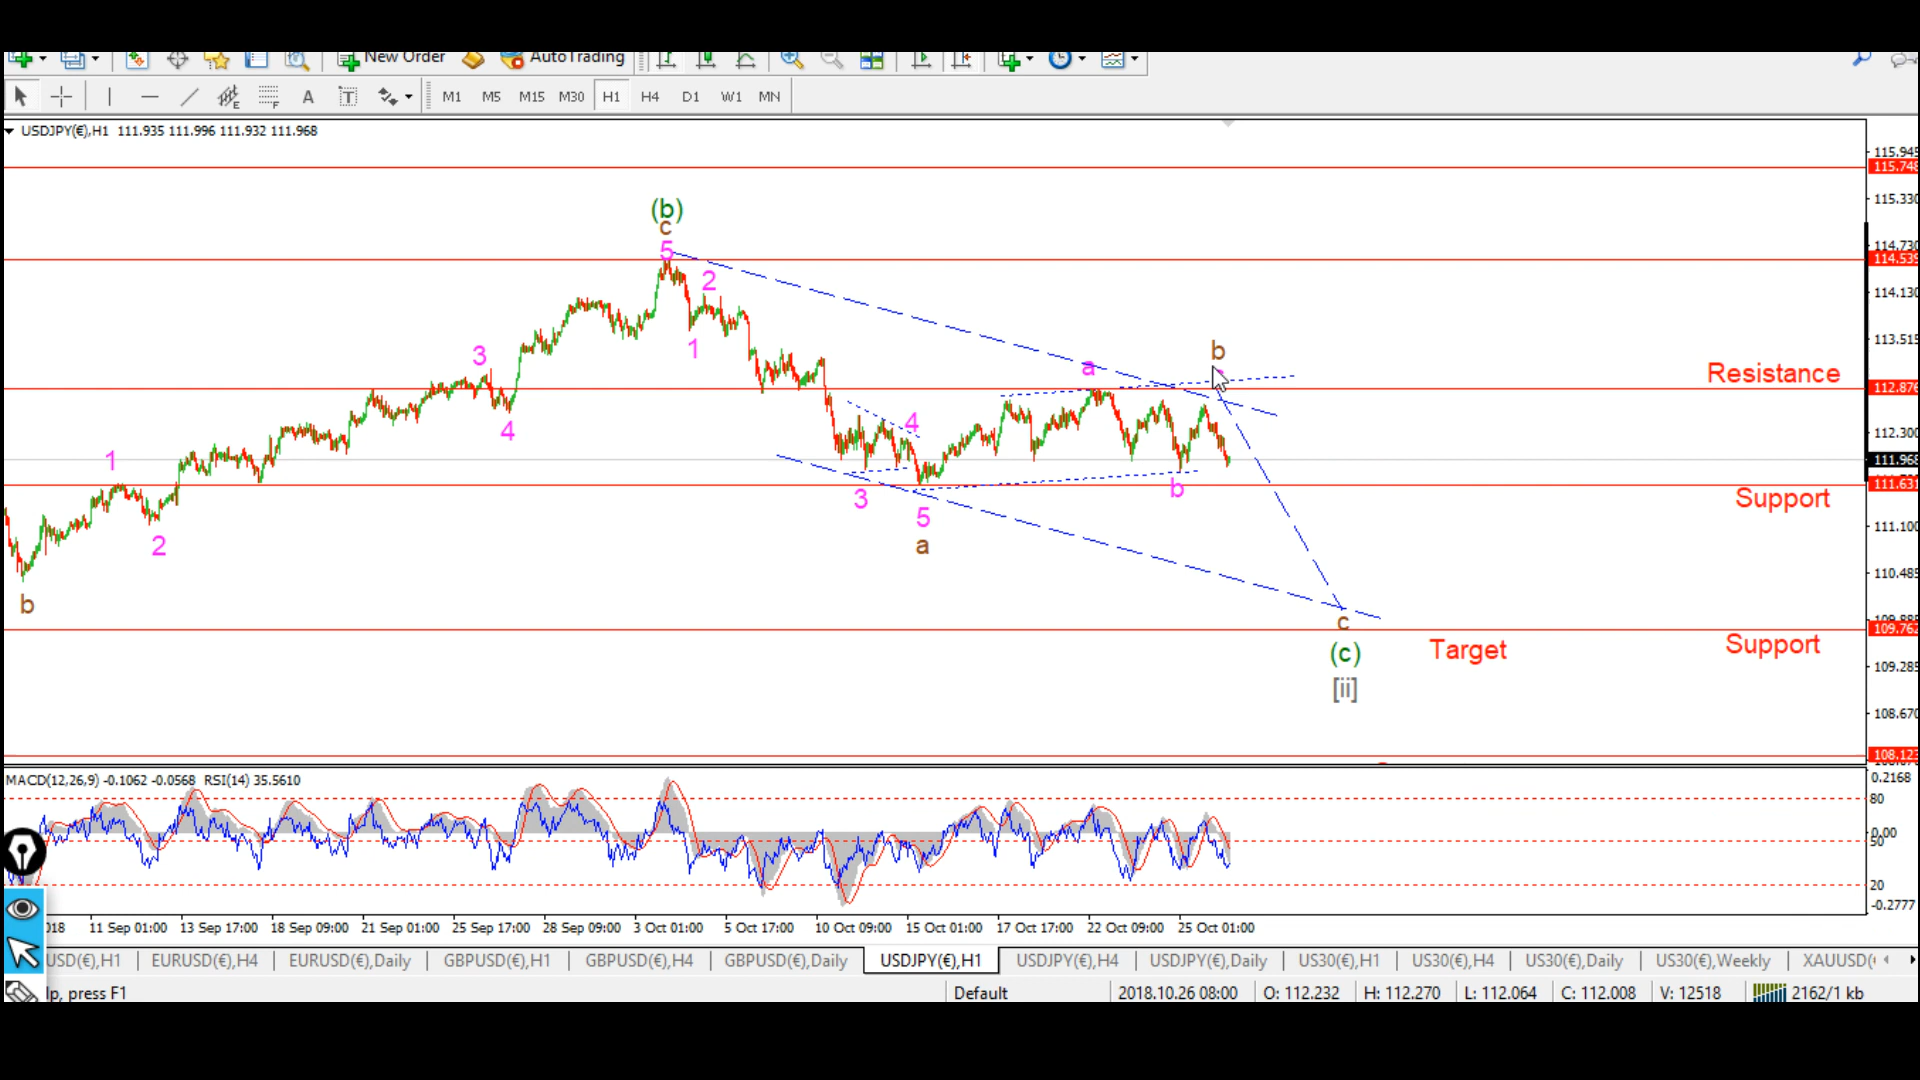 New Order AutoTrading
E F A T M1 M5 M15 M30 H1 H4 D1 W1 MN
USDJPY(€),H1 111.935 111.996 111.932 111.968
115.945
115.748
115.330
(b)
c
5
114.730
114.539
2
114.130
113.515
3 1 b
a
Resistance
112.876
4 4
112.300
1
111.968
111.631
b
3
Support
5
2 a
111.100
110.485
b
c
109.762
(c) Target Support
109.285
[ii]
108.670
108.123
MACD(12,26,9) -0.1062 -0.0568 RSI(14) 35.5610
0.2168
80
0.00
50
20
-0.2777
018 11 Sep 01:00 13 Sep 17:00 18 Sep 09:00 21 Sep 01:00 25 Sep 17:00 28 Sep 09:00 3 Oct 01:00 5 Oct 17:00 10 Oct 09:00 15 Oct 01:00 17 Oct 17:00 22 Oct 09:00 25 Oct 01:00
USD(€),H1 EURUSD(€),H4 EURUSD(€),Daily GBPUSD(€),H1 GBPUSD(€),H4 GBPUSD(€),Daily USDJPY(€),H1 USDJPY(€),H4 USDJPY(€),Daily US30(€),H1 US30(€),H4 US30(€),Daily US30(€),Weekly XAUUSD(
lp, press F1 Default 2018.10.26 08:00 O: 112.232 H: 112.270 L: 112.064 C: 112.008 V: 12518 2162/1 kb